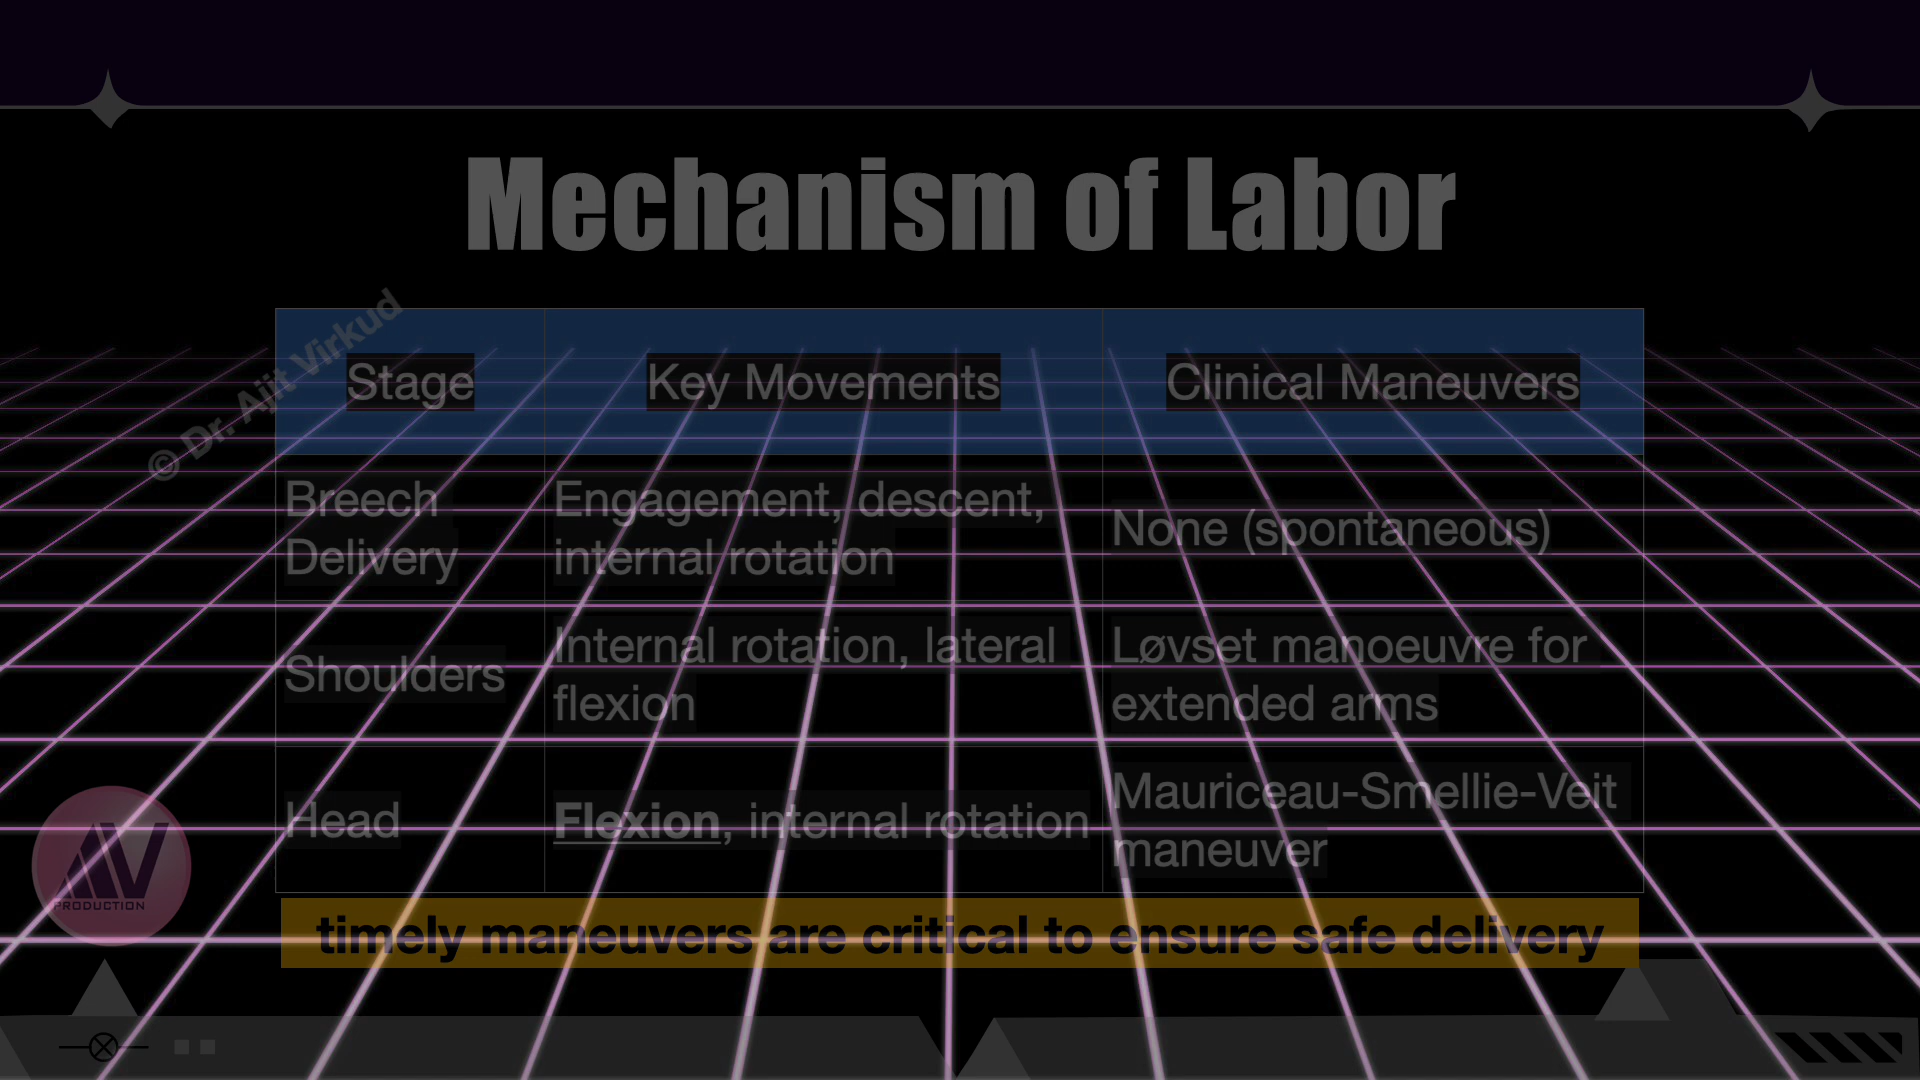 Mechanism of Labor
© Dr. Ajit Virkud
Stage
Key Movements
Clinical Maneuvers
Breech
Delivery
Engagement, descent,
internal rotation
None (spontaneous)
Shoulders
Internal rotation, lateral
flexion
Løvset manoeuvre for
extended arms
Head
Flexion, internal rotation
Mauriceau-Smellie-Veit
maneuver
AV
PRODUCTION
timely maneuvers are critical to ensure safe delivery